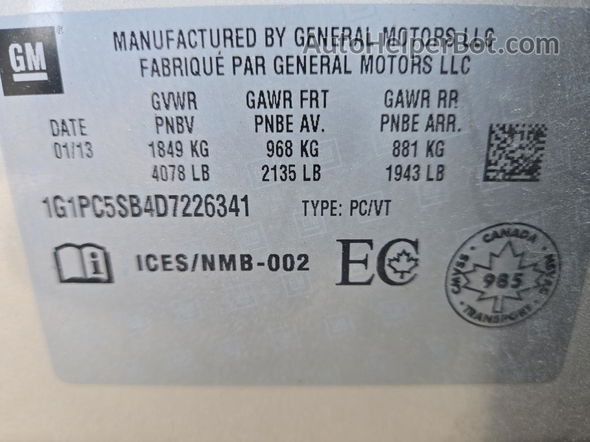 GM
MANUFACTURED BY GENERAL MOTORS LLC
FABRIQUÉ PAR GENERAL MOTORS LLC
AutoHelperBot.com
GVWR GAWR FRT GAWR RR
DATE PNBV PNBE AV. PNBE ARR.
01/13 1849 KG 968 KG 881 KG
4078 LB 2135 LB 1943 LB
1G1PC5SB4D7226341 TYPE: PC/VT
i ICES/NMB-002 EC
CANADA
CMVSS 985
TRANSPORT